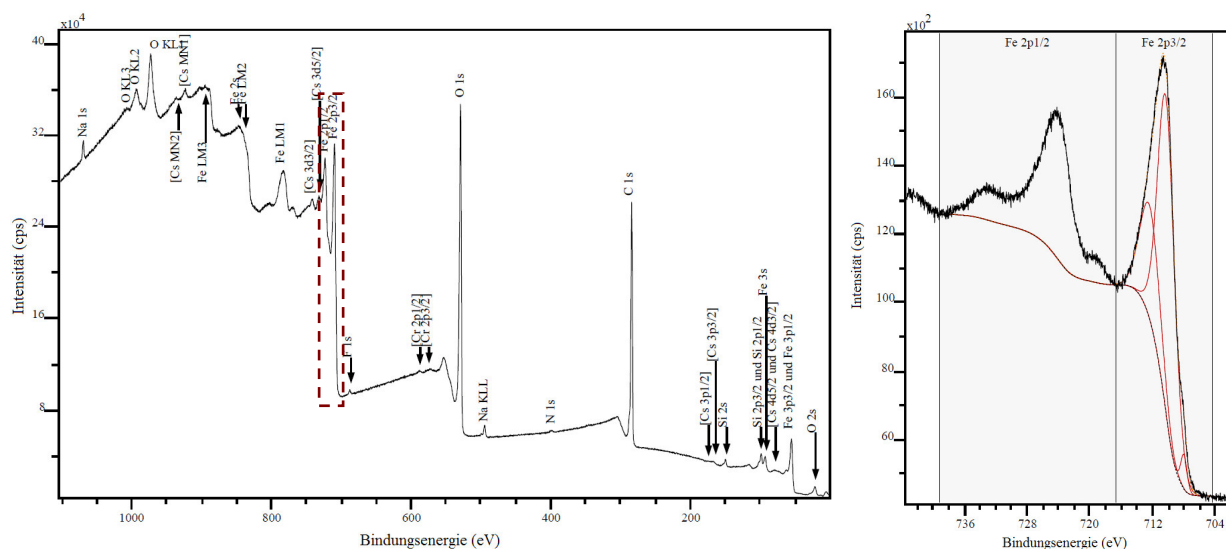 x10⁴
40
32
24
16
8
Intensität (cps)
Na 1s
O KL3
O KL2
O KL1
[Cs MN2]
[Cs MN1]
Fe LM3
Fe 2s
Fe LM2
Fe LM1
[Cs 3d3/2]
[Cs 3d5/2]
Fe 2p1/2
Fe 2p3/2
F 1s
[Cr 2p1/2]
[Cr 2p3/2]
O 1s
Na KLL
N 1s
C 1s
[Cs 3p1/2]
[Cs 3p3/2]
Si 2s
Si 2p3/2 und Si 2p1/2
Fe 3s
[Cs 4d5/2 und Cs 4d3/2]
Fe 3p3/2 und Fe 3p1/2
O 2s
1000 800 600 400 200
Bindungsenergie (eV)
x10²
Fe 2p1/2 Fe 2p3/2
160
140
120
100
80
60
Intensität (cps)
736 728 720 712 704
Bindungsenergie (eV)